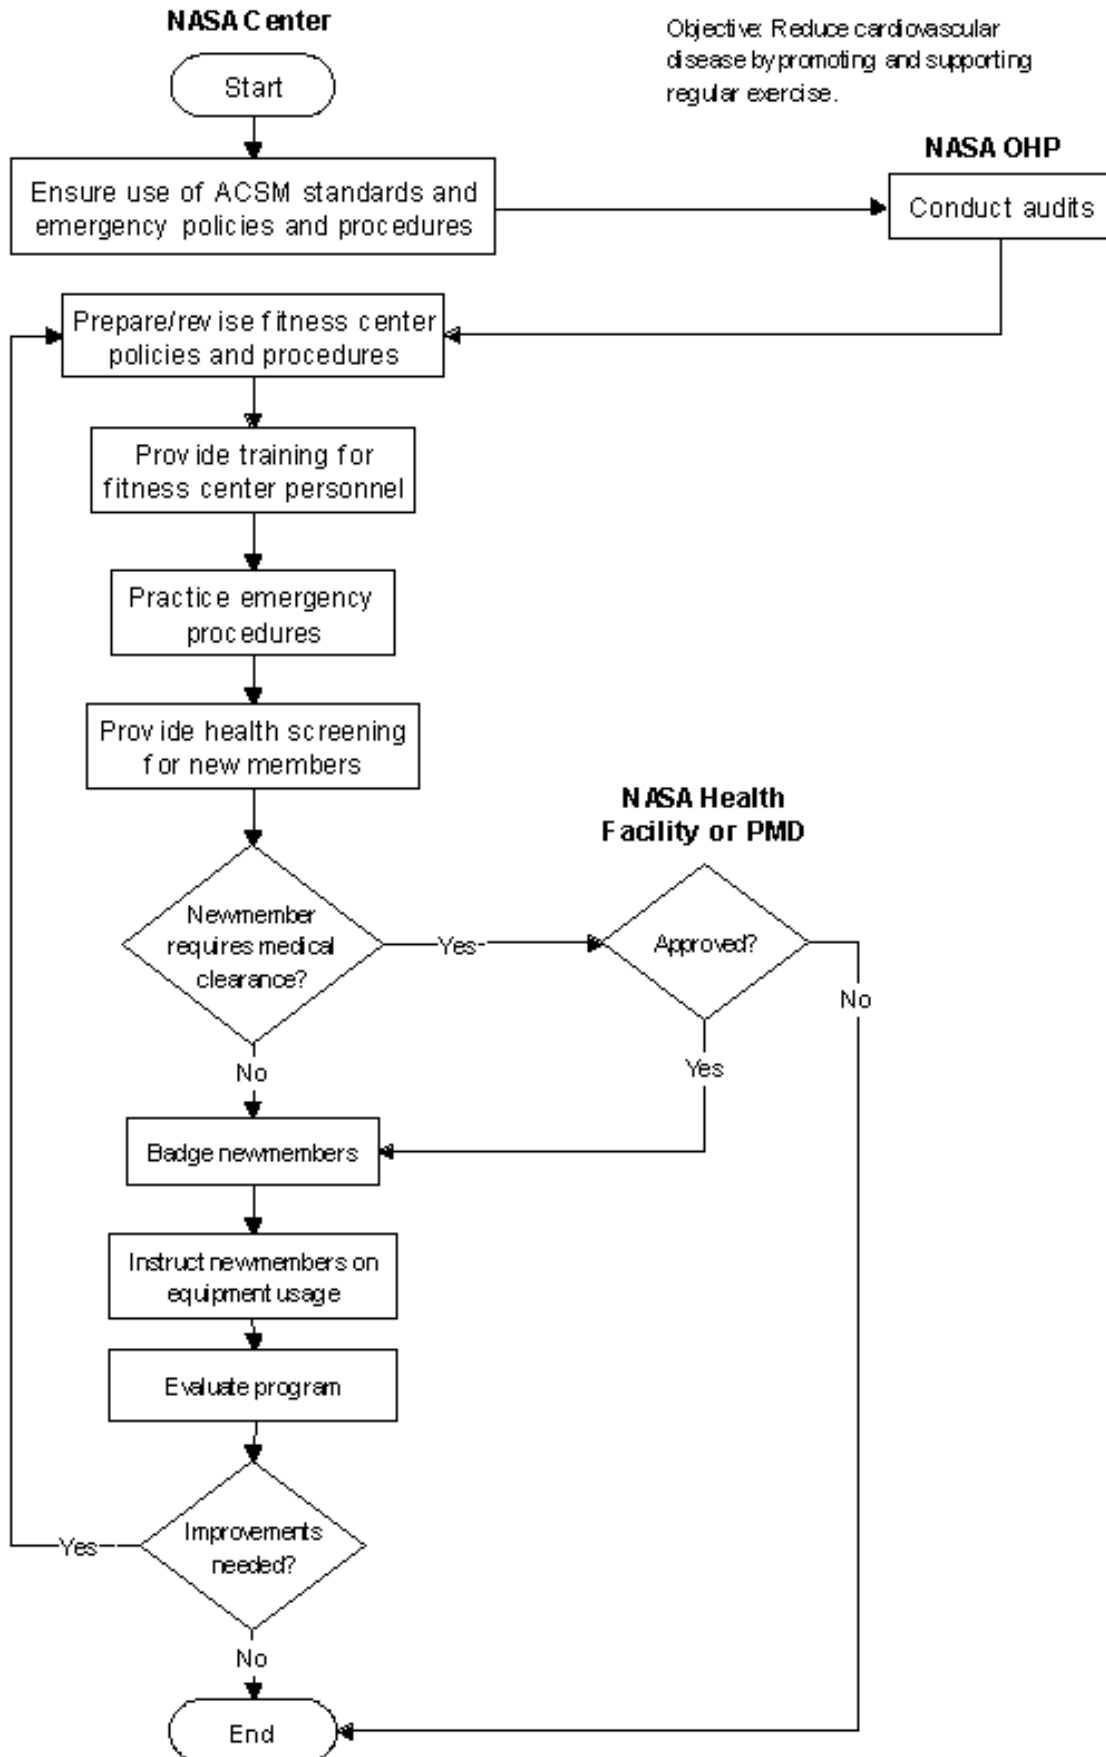 NASA Center
Objective: Reduce cardiovascular
disease by promoting and supporting
regular exercise.
Start
NASA OHP
Ensure use of ACSM standards and
emergency policies and procedures
Conduct audits
Prepare/revise fitness center
policies and procedures
Provide training for
fitness center personnel
Practice emergency
procedures
Provide health screening
for new members
NASA Health
Facility or PMD
New member
requires medical
clearance?
Yes
Approved?
No
No
Yes
Badge new members
Instruct new members on
equipment usage
Evaluate program
Improvements
needed?
Yes
No
End